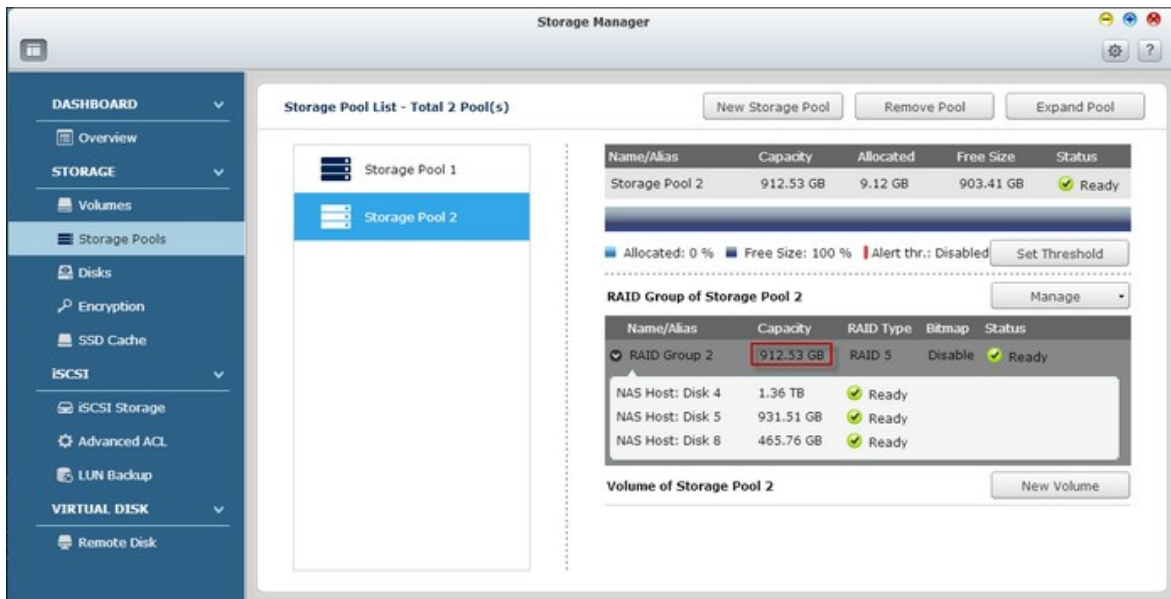 Storage Manager
?
DASHBOARD
Overview
STORAGE
Volumes
Storage Pools
Disks
Encryption
SSD Cache
iSCSI
iSCSI Storage
Advanced ACL
LUN Backup
VIRTUAL DISK
Remote Disk
Storage Pool List - Total 2 Pool(s) New Storage Pool Remove Pool Expand Pool
Storage Pool 1
Storage Pool 2
Name/Alias Capacity Allocated Free Size Status
Storage Pool 2 912.53 GB 9.12 GB 903.41 GB Ready
Allocated: 0 % Free Size: 100 % Alert thr.: Disabled Set Threshold
RAID Group of Storage Pool 2 Manage
Name/Alias Capacity RAID Type Bitmap Status
RAID Group 2 912.53 GB RAID 5 Disable Ready
NAS Host: Disk 4 1.36 TB Ready
NAS Host: Disk 5 931.51 GB Ready
NAS Host: Disk 8 465.76 GB Ready
Volume of Storage Pool 2 New Volume